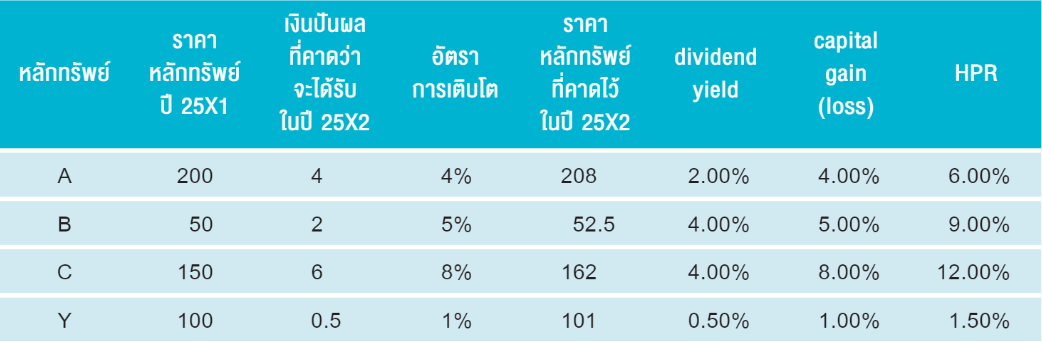 หลักทรัพย์ ราคา หลักทรัพย์ ปี 25X1 เงินปันผล ที่คาดว่า จะได้รับ ในปี 25X2 อัตรา การเติบโต ราคา หลักทรัพย์ ที่คาดไว้ ในปี 25X2 dividend yield capital gain (loss) HPR
A 200 4 4% 208 2.00% 4.00% 6.00%
B 50 2 5% 52.5 4.00% 5.00% 9.00%
C 150 6 8% 162 4.00% 8.00% 12.00%
Y 100 0.5 1% 101 0.50% 1.00% 1.50%